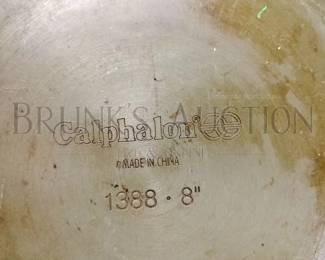 BRUNK'S AUCTION
Calphalon
MADE IN CHINA
1388 · 8"